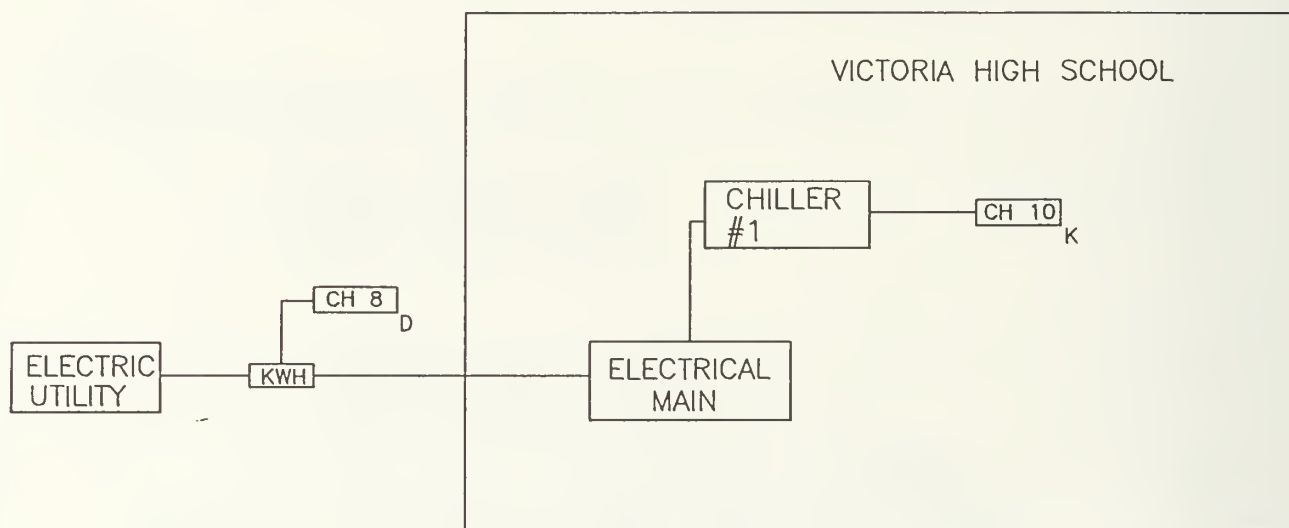 VICTORIA HIGH SCHOOL
CHILLER
#1
CH 10
K
CH 8
D
ELECTRIC
UTILITY
KWH
ELECTRICAL
MAIN